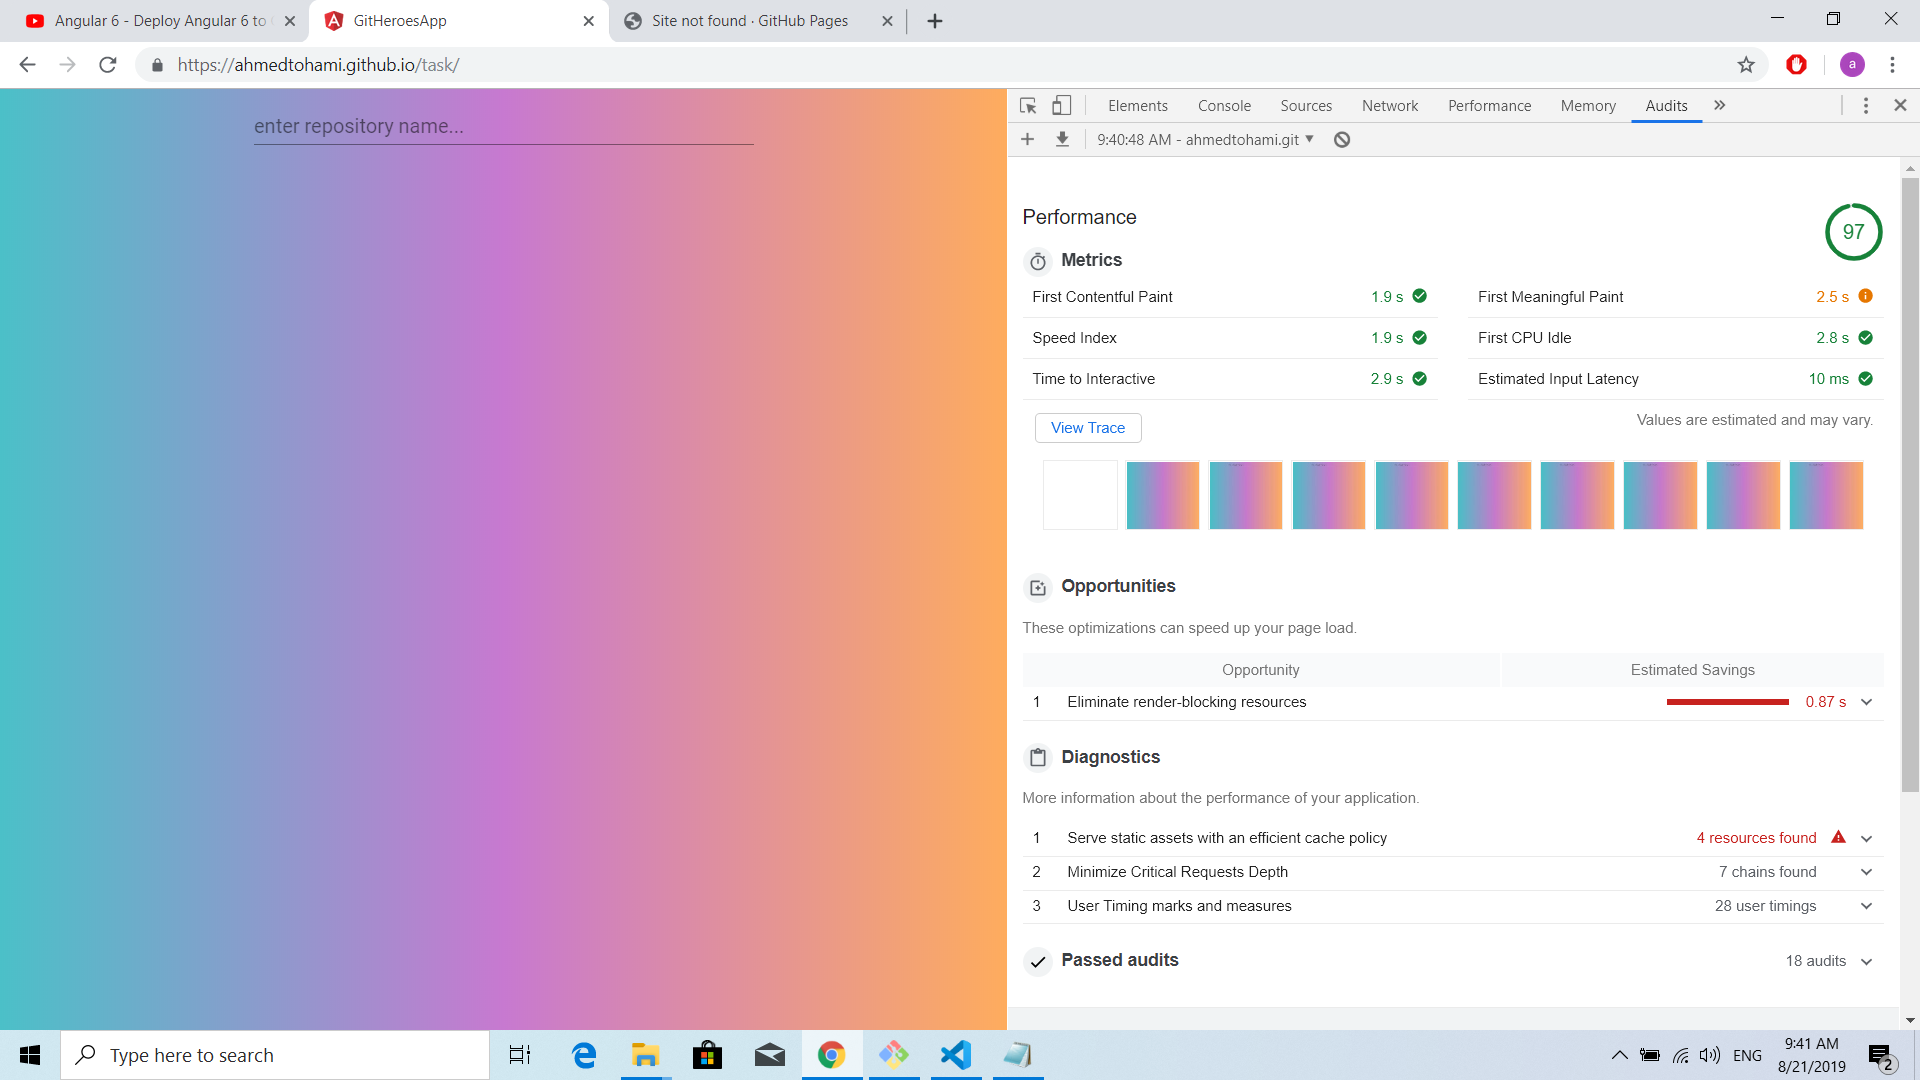 Angular 6 - Deploy Angular 6 to
GitHeroesApp
Site not found · GitHub Pages
https://ahmedtohami.github.io/task/
a
enter repository name...
Elements Console Sources Network Performance Memory Audits
9:40:48 AM - ahmedtohami.git
Performance
97
Metrics
First Contentful Paint 1.9 s
First Meaningful Paint 2.5 s
Speed Index 1.9 s
First CPU Idle 2.8 s
Time to Interactive 2.9 s
Estimated Input Latency 10 ms
View Trace
Values are estimated and may vary.
Opportunities
These optimizations can speed up your page load.
Opportunity Estimated Savings
1 Eliminate render-blocking resources 0.87 s
Diagnostics
More information about the performance of your application.
1 Serve static assets with an efficient cache policy 4 resources found
2 Minimize Critical Requests Depth 7 chains found
3 User Timing marks and measures 28 user timings
Passed audits 18 audits
Type here to search
ENG
9:41 AM
8/21/2019
2